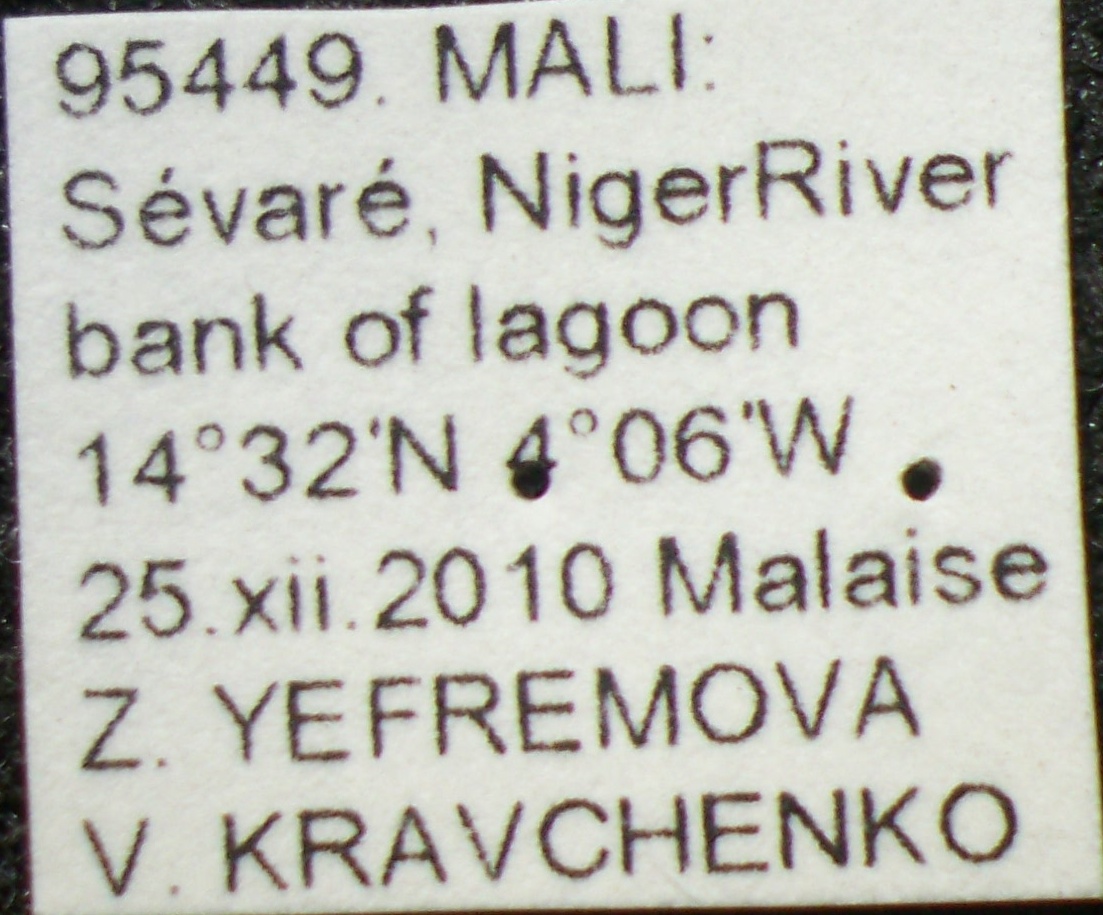 95449. MALI:
Sévaré, NigerRiver
bank of lagoon
14°32'N 4°06'W
25.xii.2010 Malaise
Z. YEFREMOVA
V. KRAVCHENKO